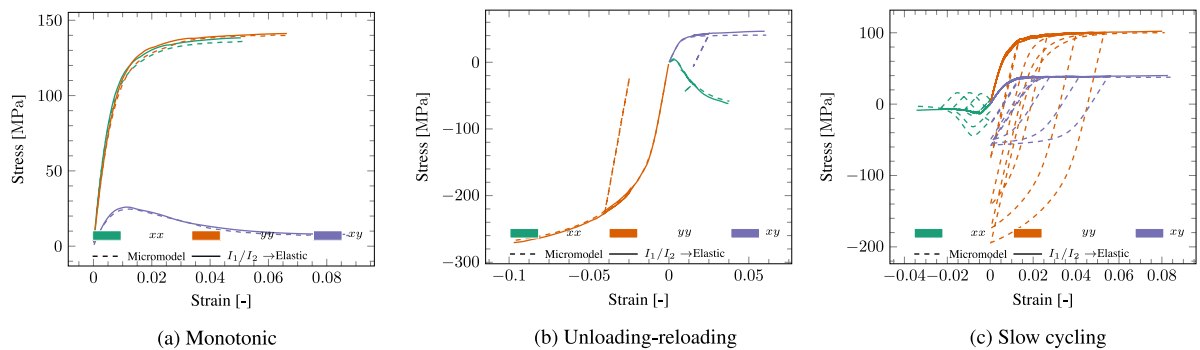 150
100
50
0
Stress [MPa]
xx yy xy
Micromodel I₁/I₂ →Elastic
0 0.02 0.04 0.06 0.08
Strain [-]
(a) Monotonic
0
−100
−200
−300
Stress [MPa]
xx yy xy
Micromodel I₁/I₂ →Elastic
−0.1 −0.05 0 0.05
Strain [-]
(b) Unloading-reloading
100
0
−100
−200
Stress [MPa]
xx yy xy
Micromodel I₁/I₂ →Elastic
−0.04 −0.02 0 0.02 0.04 0.06 0.08
Strain [-]
(c) Slow cycling